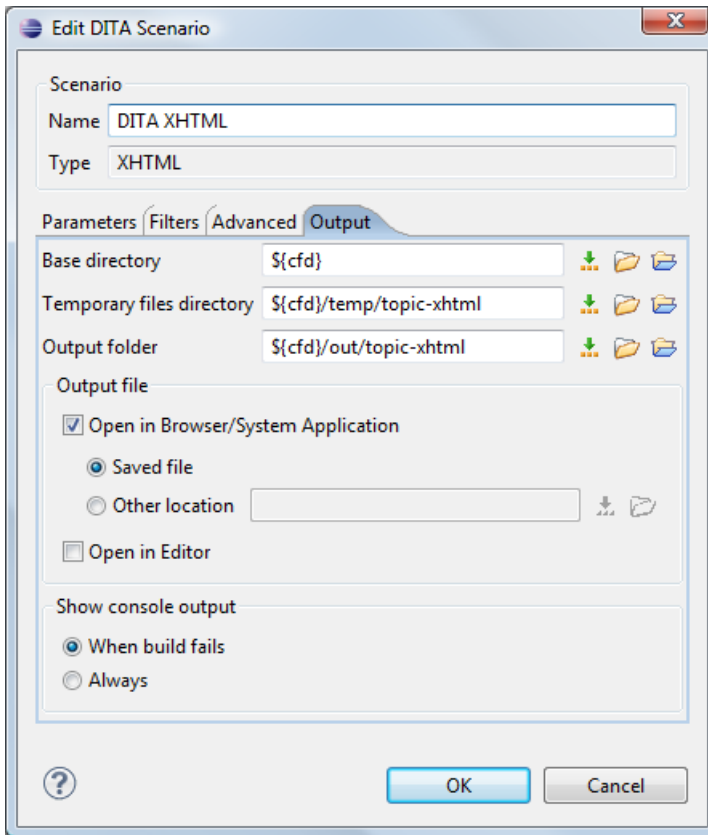 Edit DITA Scenario
Scenario
Name DITA XHTML
Type XHTML
Parameters Filters Advanced Output
Base directory ${cfd}
Temporary files directory ${cfd}/temp/topic-xhtml
Output folder ${cfd}/out/topic-xhtml
Output file
Open in Browser/System Application
Saved file
Other location
Open in Editor
Show console output
When build fails
Always
? OK Cancel